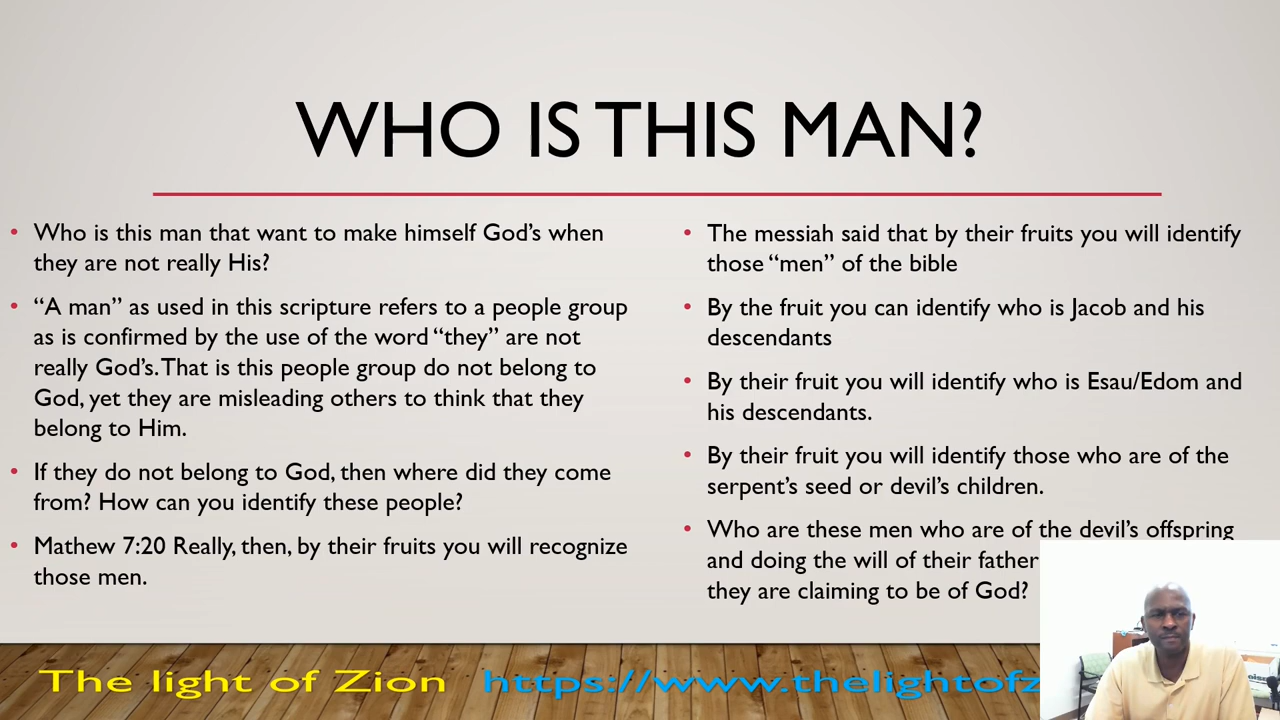 WHO IS THIS MAN?
Who is this man that want to make himself God’s when
they are not really His?
“A man” as used in this scripture refers to a people group
as is confirmed by the use of the word “they” are not
really God’s. That is this people group do not belong to
God, yet they are misleading others to think that they
belong to Him.
If they do not belong to God, then where did they come
from? How can you identify these people?
Mathew 7:20 Really, then, by their fruits you will recognize
those men.
The messiah said that by their fruits you will identify
those “men” of the bible
By the fruit you can identify who is Jacob and his
descendants
By their fruit you will identify who is Esau/Edom and
his descendants.
By their fruit you will identify those who are of the
serpent’s seed or devil’s children.
Who are these men who are of the devil’s offspring
and doing the will of their father
they are claiming to be of God?
The light of Zion https://www.thelightofz